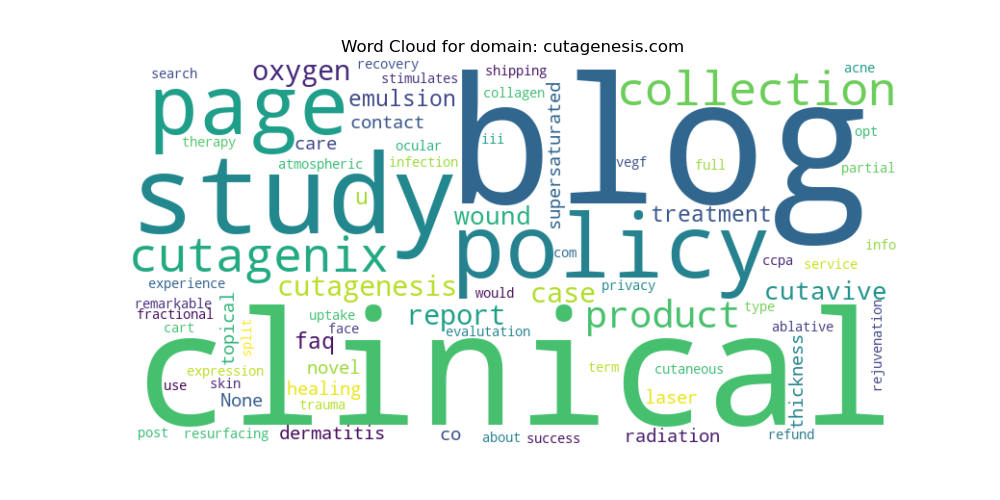 Word Cloud for domain: cutagenesis.com
search
oxygen
recovery
stimulates
shipping
collection
acne
page
emulsion
collagen
supersaturated
blog
contact
therapy
care
ocular
iii
opt
atmospheric
infection
vegf
full
partial
study
u
wound
treatment
policy
cutagenix
com
ccpa
service
info
experience
cutagenesis
would
case
privacy
cutavive
remarkable
fractional
topical
uptake
report
product
type
cart
split
face
evalutation
ablative
rejuvenation
faq
clinical
expression
novel
term
cutaneous
thickness
use
skin
healing
laser
None
trauma
post
resurfacing
dermatitis
co
about
success
radiation
refund